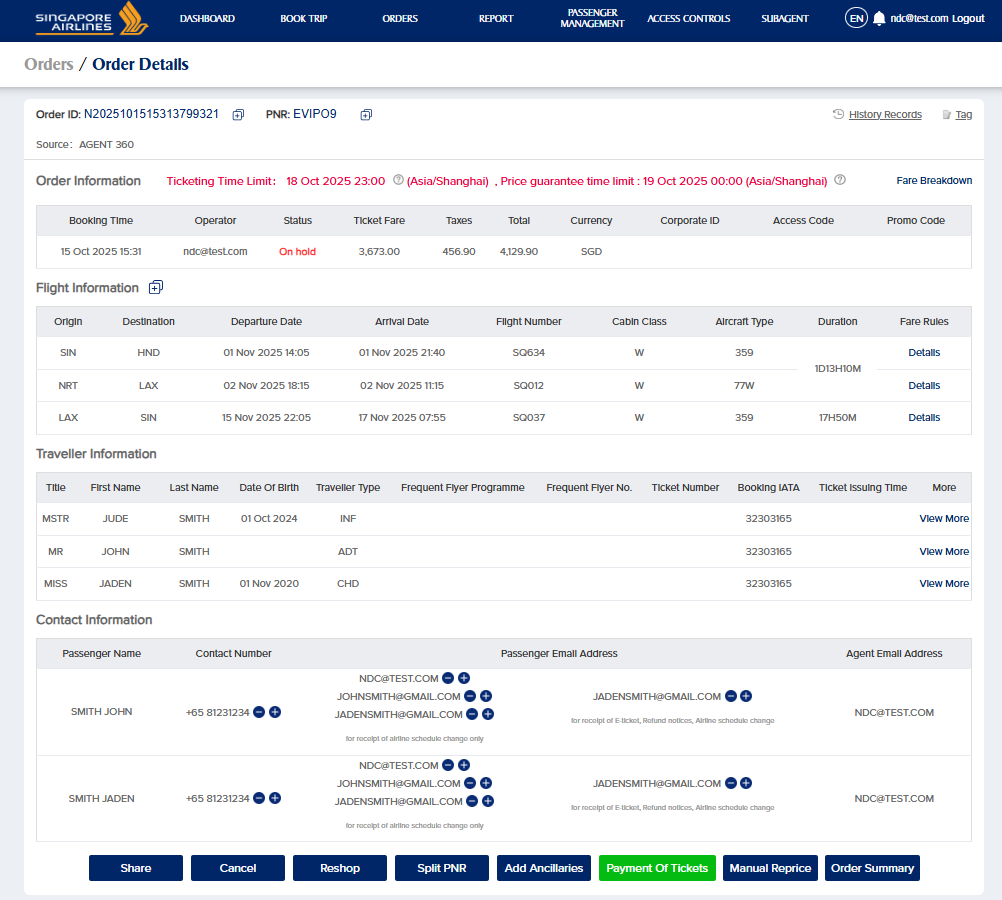 SINGAPORE AIRLINES
DASHBOARD BOOK TRIP ORDERS REPORT PASSENGER MANAGEMENT ACCESS CONTROLS SUBAGENT EN ndc@test.com Logout
Orders / Order Details
Order ID: N2025101515313799321 PNR: EVIPO9 History Records Tag
Source: AGENT 360
Order Information Ticketing Time Limit: 18 Oct 2025 23:00 ? (Asia/Shanghai) , Price guarantee time limit : 19 Oct 2025 00:00 (Asia/Shanghai) ? Fare Breakdown
Booking Time Operator Status Ticket Fare Taxes Total Currency Corporate ID Access Code Promo Code
15 Oct 2025 15:31 ndc@test.com On hold 3,673.00 456.90 4,129.90 SGD
Flight Information
Origin Destination Departure Date Arrival Date Flight Number Cabin Class Aircraft Type Duration Fare Rules
SIN HND 01 Nov 2025 14:05 01 Nov 2025 21:40 SQ634 W 359 Details
1D13H10M
NRT LAX 02 Nov 2025 18:15 02 Nov 2025 11:15 SQ012 W 77W Details
LAX SIN 15 Nov 2025 22:05 17 Nov 2025 07:55 SQ037 W 359 17H50M Details
Traveller Information
Title First Name Last Name Date Of Birth Traveller Type Frequent Flyer Programme Frequent Flyer No. Ticket Number Booking IATA Ticket Issuing Time More
MSTR JUDE SMITH 01 Oct 2024 INF 32303165 View More
MR JOHN SMITH ADT 32303165 View More
MISS JADEN SMITH 01 Nov 2020 CHD 32303165 View More
Contact Information
Passenger Name Contact Number Passenger Email Address Agent Email Address
NDC@TEST.COM
JOHNSMITH@GMAIL.COM JADENSMITH@GMAIL.COM
SMITH JOHN +65 81231234 JADENSMITH@GMAIL.COM for receipt of E-ticket, Refund notices, Airline schedule change NDC@TEST.COM
for receipt of airline schedule change only
NDC@TEST.COM
JOHNSMITH@GMAIL.COM JADENSMITH@GMAIL.COM
SMITH JADEN +65 81231234 JADENSMITH@GMAIL.COM for receipt of E-ticket, Refund notices, Airline schedule change NDC@TEST.COM
for receipt of airline schedule change only
Share Cancel Reshop Split PNR Add Ancillaries Payment Of Tickets Manual Reprice Order Summary